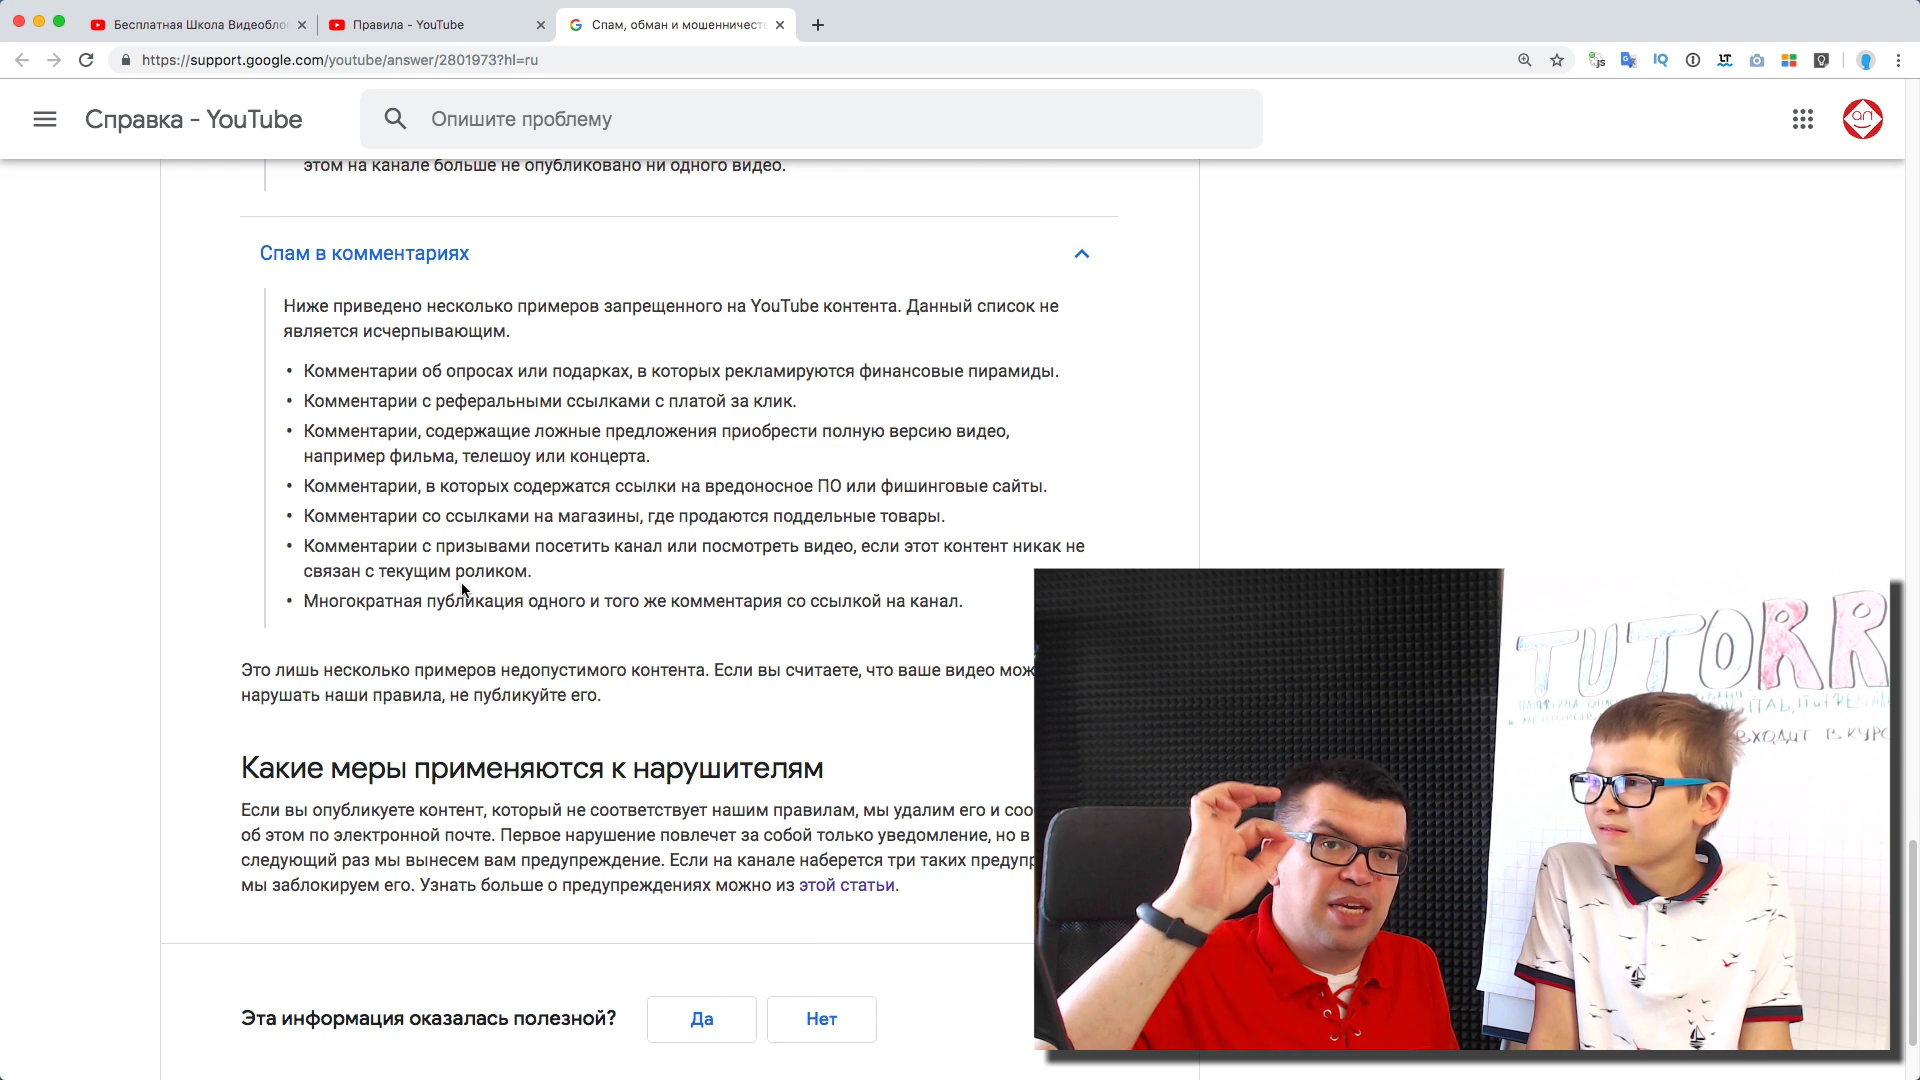 Бесплатная Школа Видеобло
Правила - YouTube
Спам, обман и мошенничест
https://support.google.com/youtube/answer/2801973?hl=ru
Справка - YouTube
Опишите проблему
этом на канале больше не опубликовано ни одного видео.
Спам в комментариях
Ниже приведено несколько примеров запрещенного на YouTube контента. Данный список не
является исчерпывающим.
• Комментарии об опросах или подарках, в которых рекламируются финансовые пирамиды.
• Комментарии с реферальными ссылками с платой за клик.
• Комментарии, содержащие ложные предложения приобрести полную версию видео,
например фильма, телешоу или концерта.
• Комментарии, в которых содержатся ссылки на вредоносное ПО или фишинговые сайты.
• Комментарии со ссылками на магазины, где продаются поддельные товары.
• Комментарии с призывами посетить канал или посмотреть видео, если этот контент никак не
связан с текущим роликом.
• Многократная публикация одного и того же комментария со ссылкой на канал.
Это лишь несколько примеров недопустимого контента. Если вы считаете, что ваше видео мож
нарушать наши правила, не публикуйте его.
Какие меры применяются к нарушителям
Если вы опубликуете контент, который не соответствует нашим правилам, мы удалим его и соо
об этом по электронной почте. Первое нарушение повлечет за собой только уведомление, но в
следующий раз мы вынесем вам предупреждение. Если на канале наберется три таких предупр
мы заблокируем его. Узнать больше о предупреждениях можно из этой статьи.
Эта информация оказалась полезной?
Да
Нет
TUTORR
ВХОДИТ В КУРС